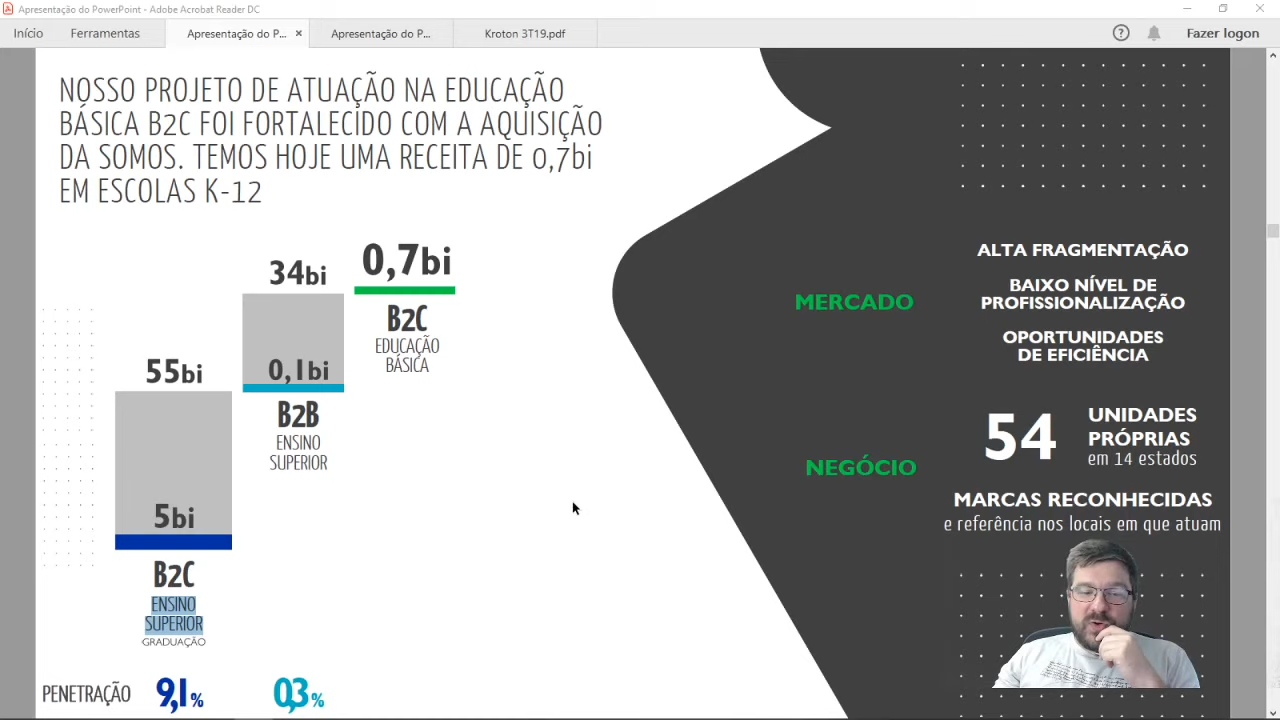 Apresentação do PowerPoint - Adobe Acrobat Reader DC
Início
Ferramentas
Apresentação do P... ×
Apresentação do P...
Kroton 3T19.pdf
Fazer logon
NOSSO PROJETO DE ATUAÇÃO NA EDUCAÇÃO
BÁSICA B2C FOI FORTALECIDO COM A AQUISIÇÃO
DA SOMOS. TEMOS HOJE UMA RECEITA DE 0,7bi
EM ESCOLAS K-12
55bi
5bi
B2C
ENSINO
SUPERIOR
GRADUAÇÃO
34bi
0,1bi
B2B
ENSINO
SUPERIOR
0,7bi
B2C
EDUCAÇÃO
BÁSICA
PENETRAÇÃO
9,1%
0,3%
MERCADO
ALTA FRAGMENTAÇÃO
BAIXO NÍVEL DE
PROFISSIONALIZAÇÃO
OPORTUNIDADES
DE EFICIÊNCIA
NEGÓCIO
54
UNIDADES
PRÓPRIAS
em 14 estados
MARCAS RECONHECIDAS
e referência nos locais em que atuam